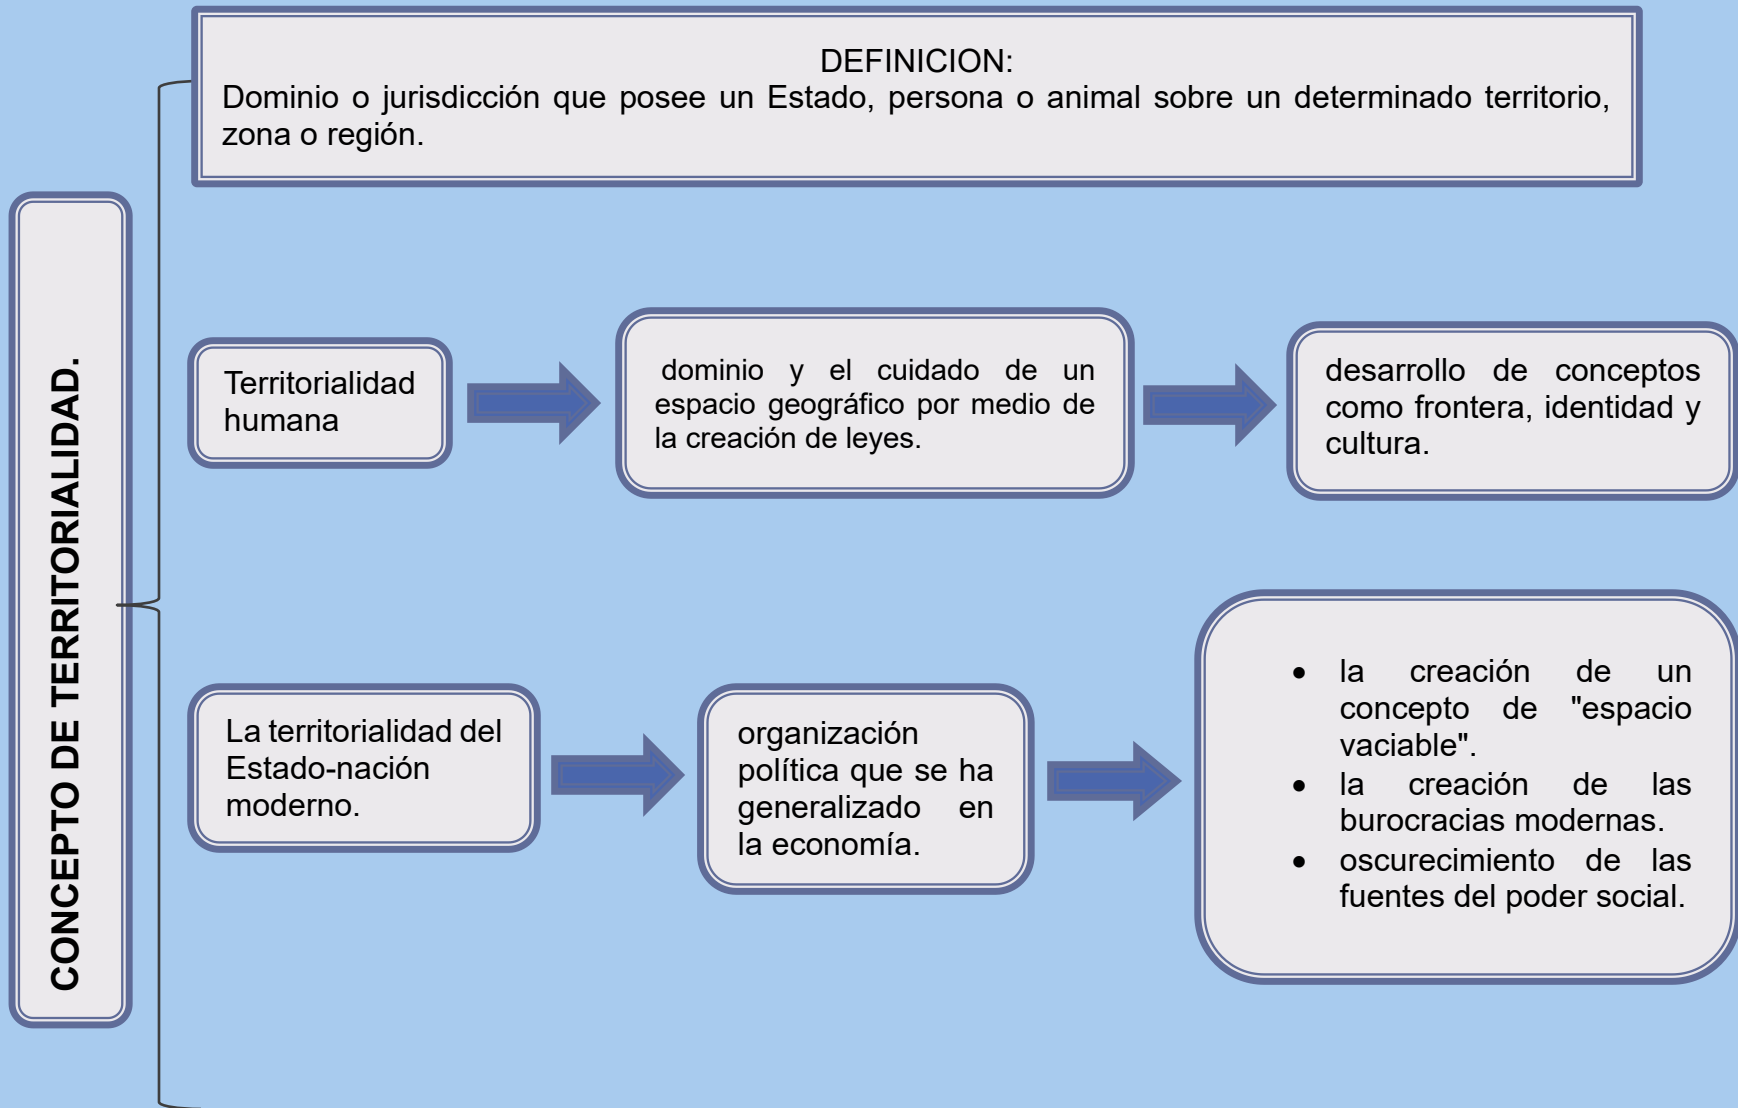 DEFINICION:
Dominio o jurisdicción que posee un Estado, persona o animal sobre un determinado territorio,
zona o región.
CONCEPTO DE TERRITORIALIDAD.
Territorialidad
humana
dominio y el cuidado de un
espacio geográfico por medio de
la creación de leyes.
desarrollo de conceptos
como frontera, identidad y
cultura.
La territorialidad del
Estado-nación
moderno.
organización
política que se ha
generalizado en
la economía.
• la creación de un
concepto de "espacio
vaciable".
• la creación de las
burocracias modernas.
• oscurecimiento de las
fuentes del poder social.